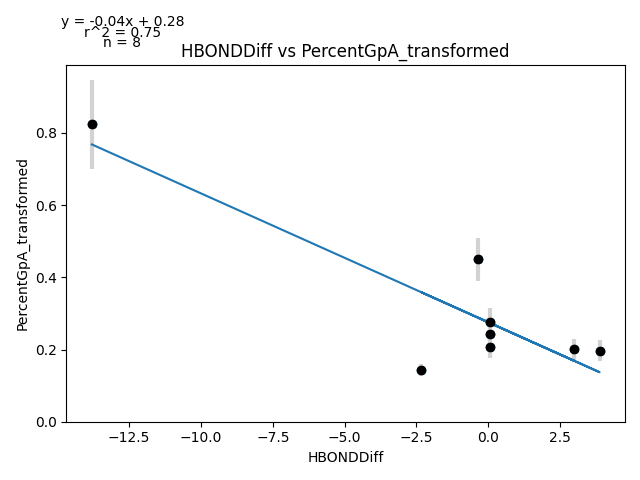 y = -0.04x + 0.28
r^2 = 0.75
n = 8
HBONDDiff vs PercentGpA_transformed
PercentGpA_transformed
0.8
0.6
0.4
0.2
0.0
−12.5 −10.0 −7.5 −5.0 −2.5 0.0 2.5
HBONDDiff